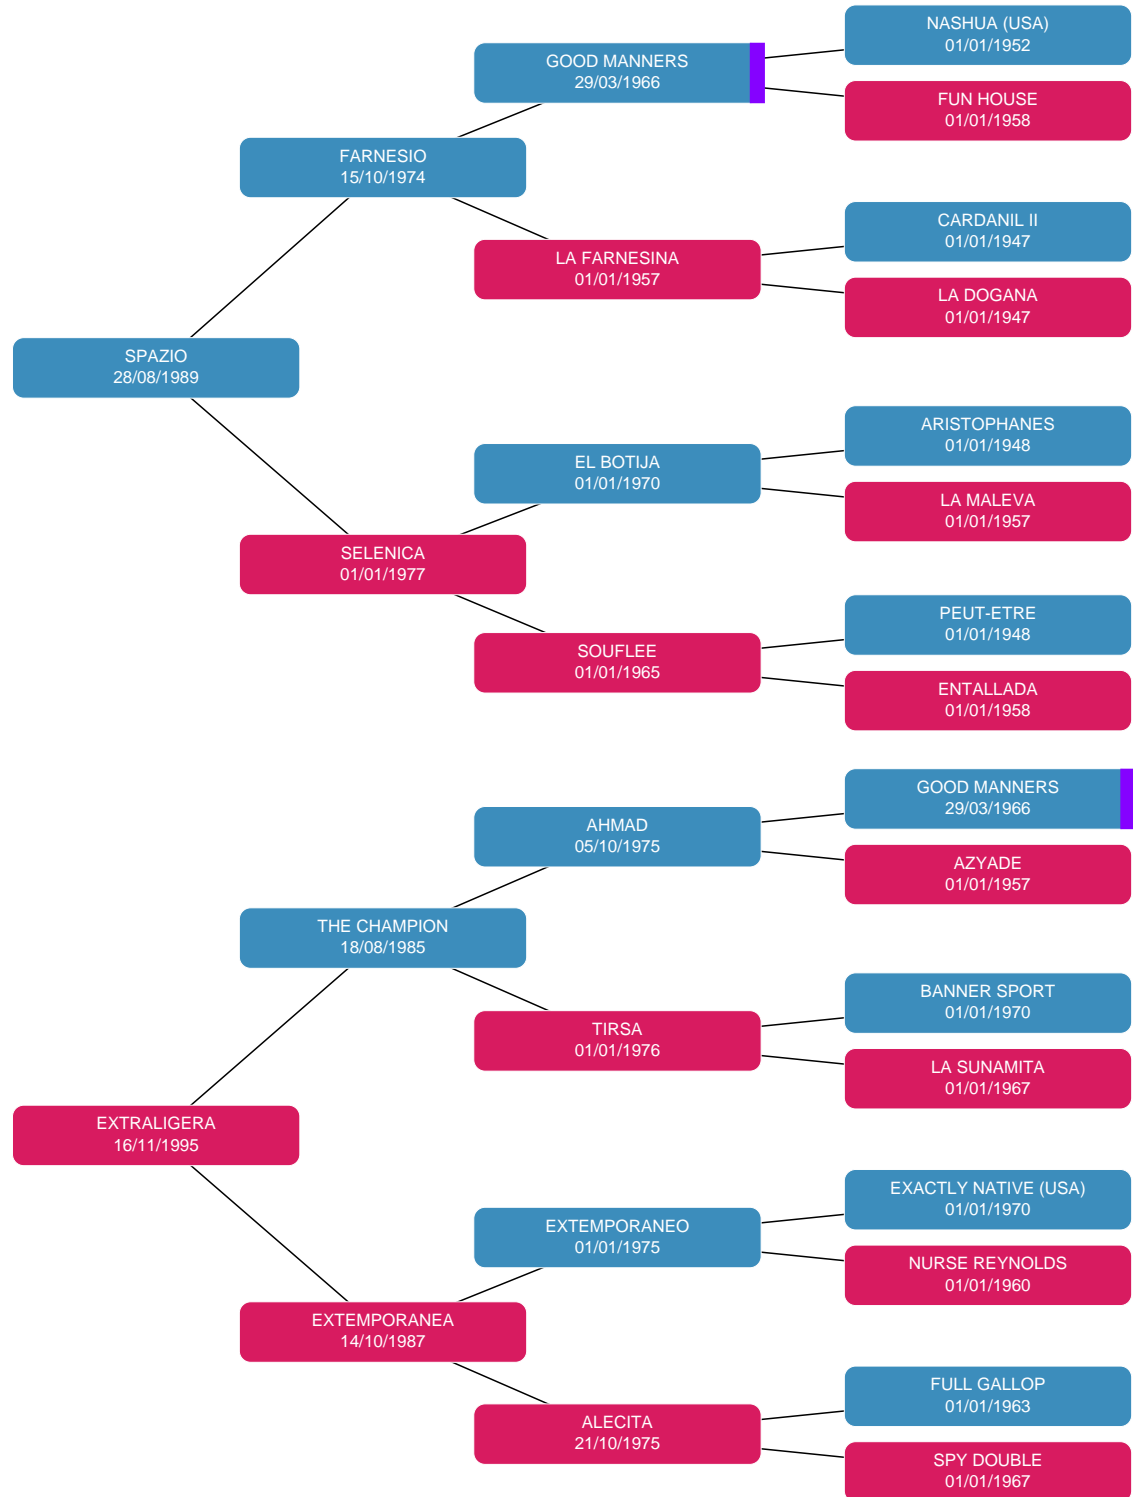 NASHUA (USA)
01/01/1952
GOOD MANNERS
29/03/1966
FUN HOUSE
01/01/1958
FARNESIO
15/10/1974
CARDANIL II
01/01/1947
LA FARNESINA
01/01/1957
LA DOGANA
01/01/1947
SPAZIO
28/08/1989
ARISTOPHANES
01/01/1948
EL BOTIJA
01/01/1970
LA MALEVA
01/01/1957
SELENICA
01/01/1977
PEUT-ETRE
01/01/1948
SOUFLEE
01/01/1965
ENTALLADA
01/01/1958
GOOD MANNERS
29/03/1966
AHMAD
05/10/1975
AZYADE
01/01/1957
THE CHAMPION
18/08/1985
BANNER SPORT
01/01/1970
TIRSA
01/01/1976
LA SUNAMITA
01/01/1967
EXTRALIGERA
16/11/1995
EXACTLY NATIVE (USA)
01/01/1970
EXTEMPORANEO
01/01/1975
NURSE REYNOLDS
01/01/1960
EXTEMPORANEA
14/10/1987
FULL GALLOP
01/01/1963
ALECITA
21/10/1975
SPY DOUBLE
01/01/1967